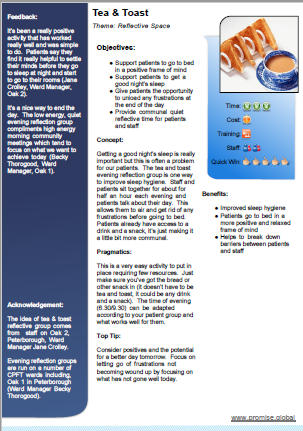 Feedback:
It's been a really positive
activity that has worked
really well and was simple
to do. Patients say they
find it really helpful to settle
their minds before they go
to sleep at night and start
to go to their rooms (Jane
Crolley, Ward Manager,
Oak 2).
It's a nice way to end the
day. The low energy, quiet
evening reflection group
compliments high energy
morning community
meetings which tend to
focus on what we want to
achieve today (Becky
Thorogood, Ward Manager,
Oak 1).
Acknowledgement:
The idea of tea & toast
reflective group comes
from staff on Oak 2,
Peterborough, Ward
Manager Jane Crolley.
Evening reflection groups
are run on a number of
CPFT wards including,
Oak 1 in Peterborough
(Ward Manager Becky
Thorogood).
Tea & Toast
Theme: Reflective Space
Objectives:
• Support patients to go to bed
in a positive frame of mind
• Support patients to get a
good night's sleep
• Give patients the opportunity
to unload any frustrations at
the end of the day
• Provide communal quiet
reflective time for patients
and staff
Concept:
Getting a good night's sleep is really
important but this is often a problem
for our patients. The tea and toast
evening reflection group is one way
to improve sleep hygiene. Staff and
patients sit together for about for
half an hour each evening and
patients talk about their day. This
allows them to air and get rid of any
frustrations before going to bed.
Patients already have access to a
drink and a snack, it's just making it
a little bit more communal.
Pragmatics:
This is a very easy activity to put in
place requiring few resources. Just
make sure you've got the bread or
other snack in (it doesn't have to be
tea and toast, it could be any drink
and a snack). The time of evening
(8.30/9.30) can be adapted
according to your patient group and
what works well for them.
Top Tip:
Consider positives and the potential
for a better day tomorrow. Focus on
letting go of frustrations not
becoming wound up by focusing on
what has not gone well today.
Time:
Cost:
Training:
Staff:
Quick Win:
Benefits:
• Improved sleep hygiene
• Patients go to bed in a
more positive and relaxed
frame of mind
• Helps to break down
barriers between patients
and staff
www.promise.global